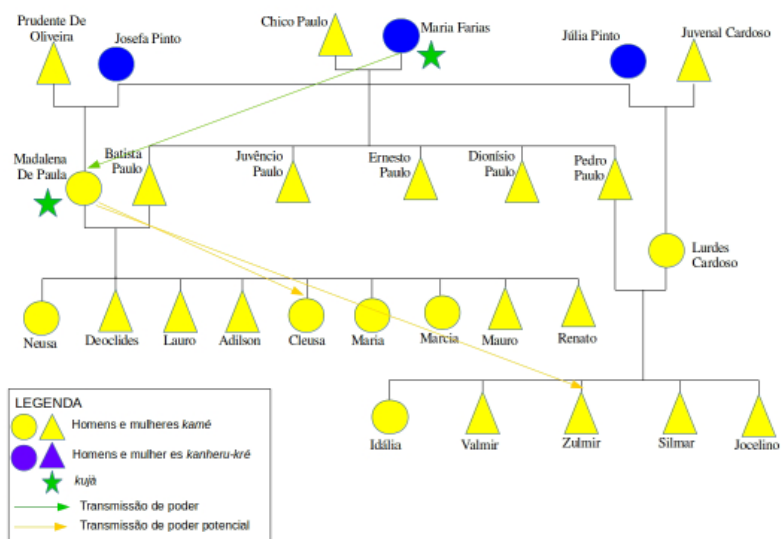 Prudente De
Oliveira
Josefa Pinto
Chico Paulo
Maria Farias
Júlia Pinto
Juvenal Cardoso
Madalena
De Paula
Batista
Paulo
Juvêncio
Paulo
Ernesto
Paulo
Dionísio
Paulo
Pedro
Paulo
Lurdes
Cardoso
Neusa
Deoclides
Lauro
Adilson
Cleusa
Maria
Marcia
Mauro
Renato
Idália
Valmir
Zulmir
Silmar
Jocelino
LEGENDA
Homens e mulheres kamé
Homens e mulher es kanheru-kré
kujà
Transmissão de poder
Transmissão de poder potencial